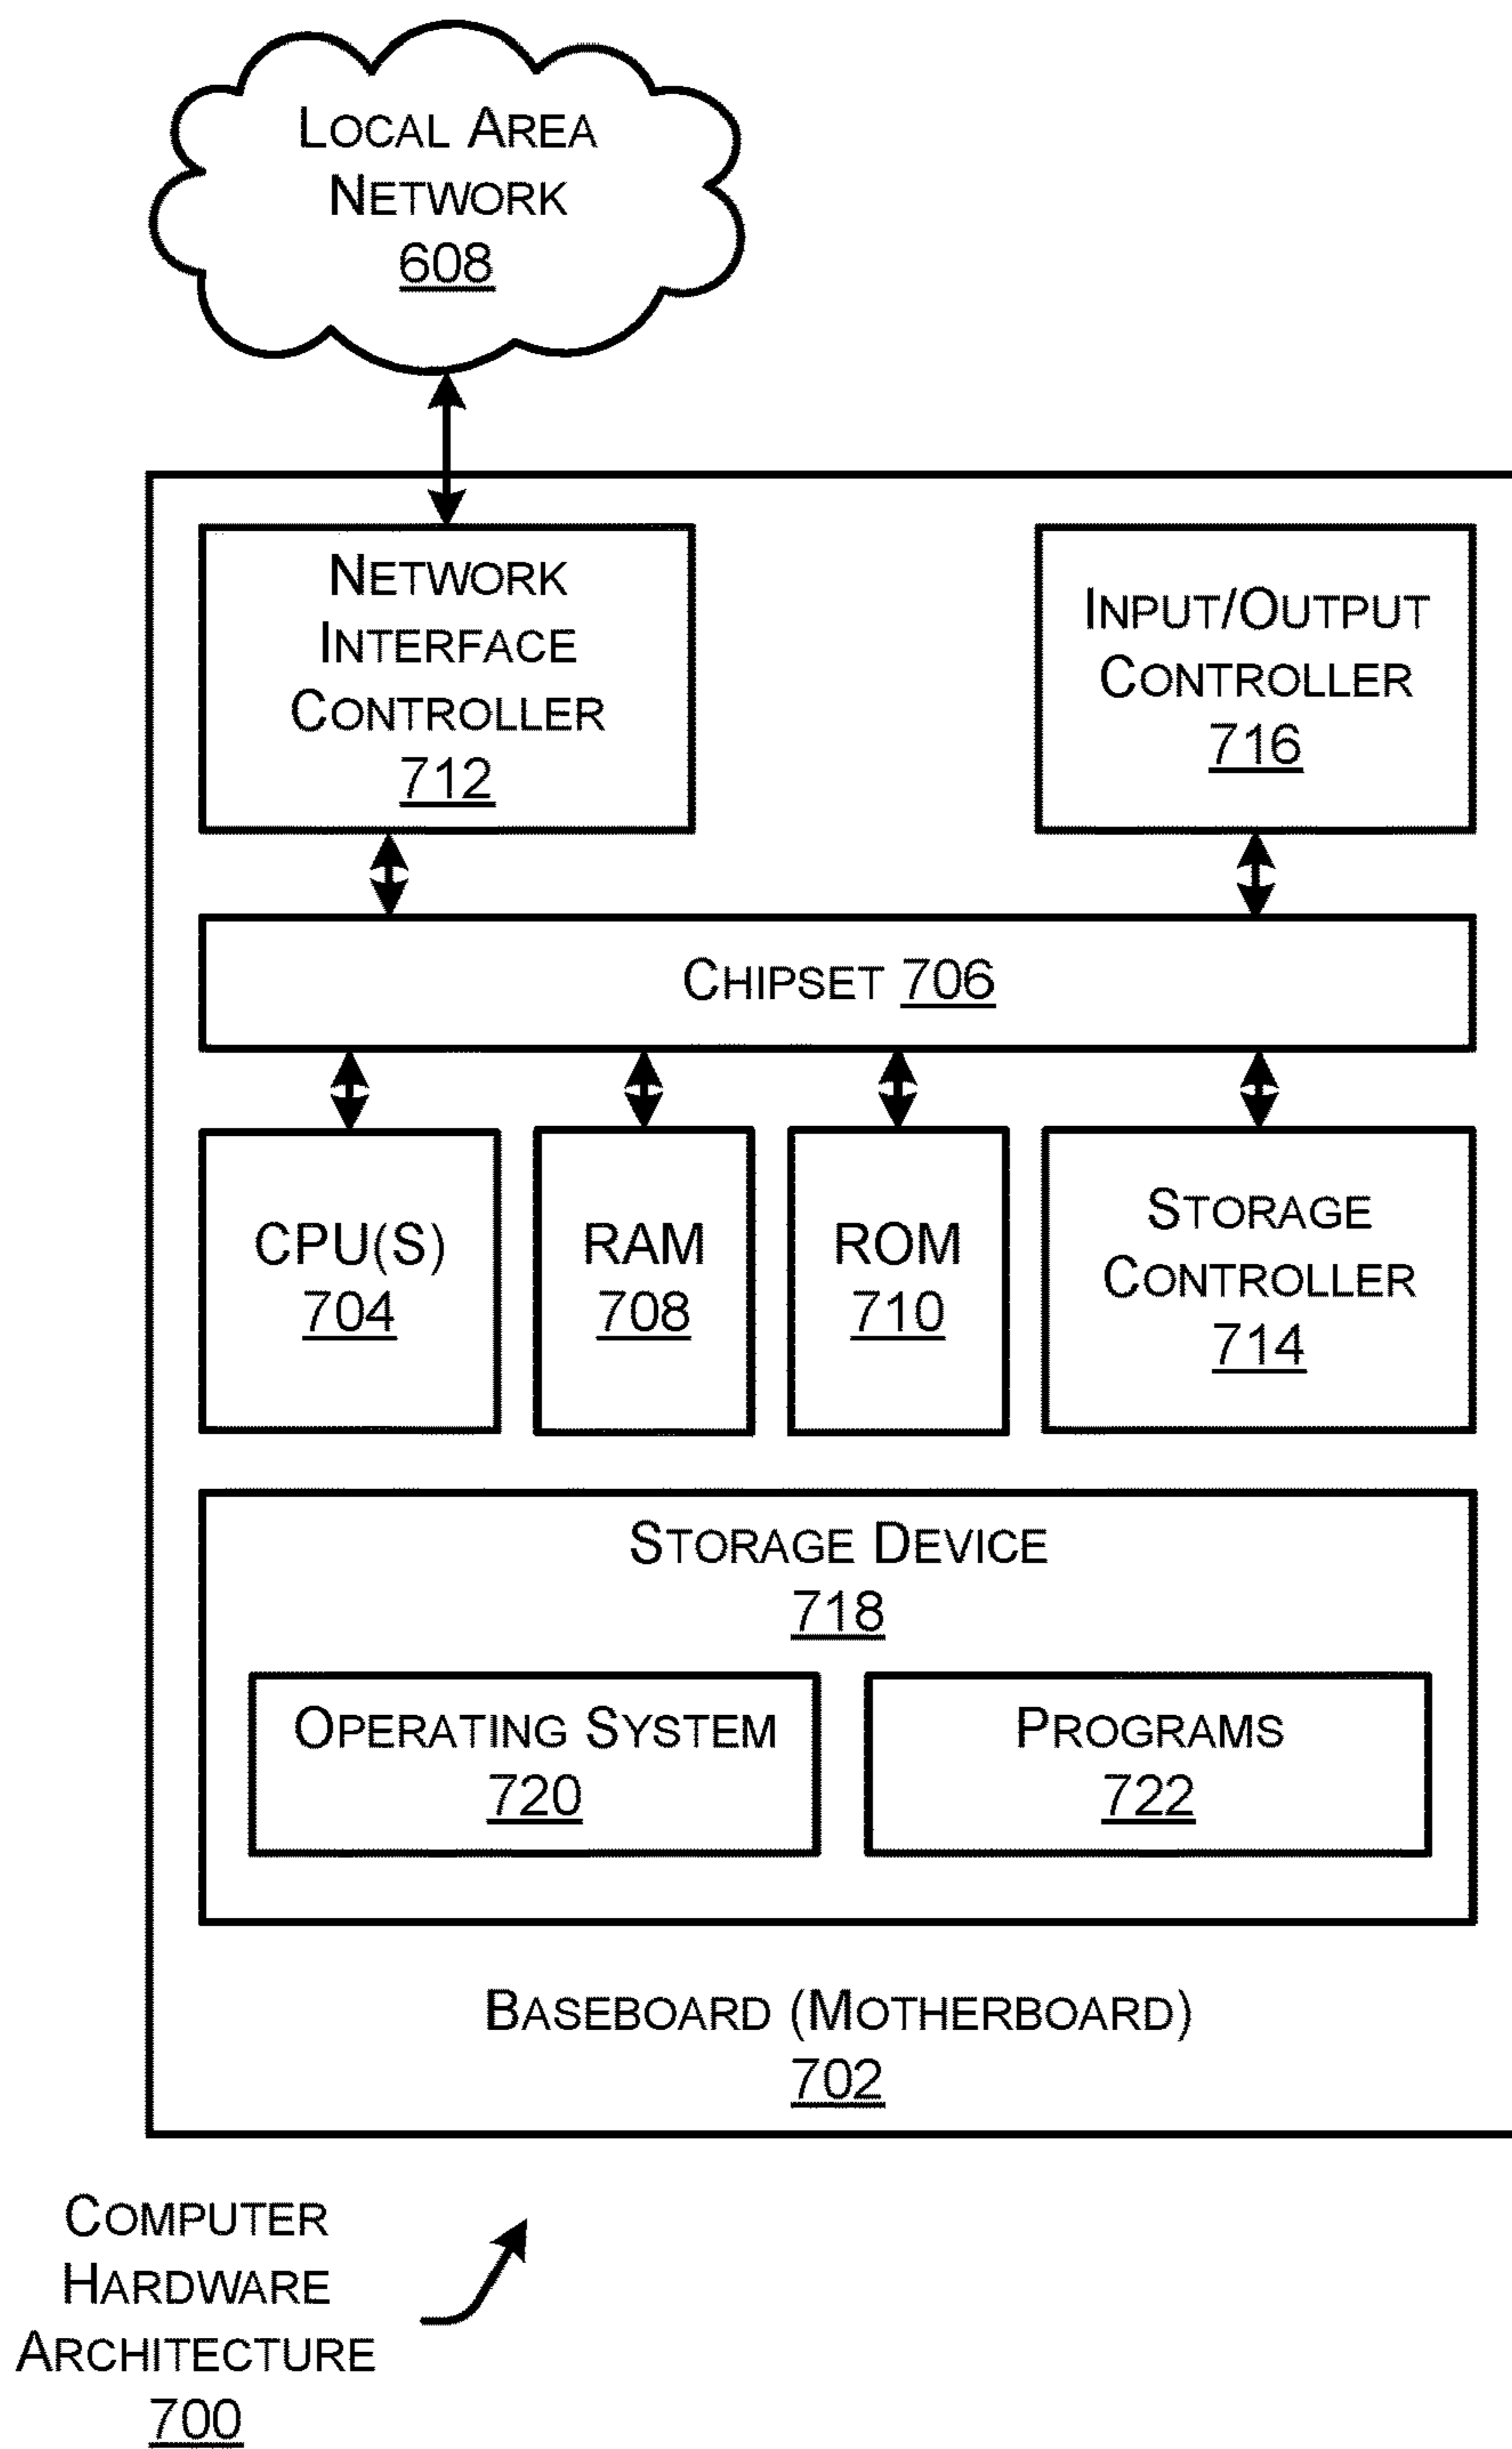 LOCAL AREA
NETWORK
608
NETWORK
INTERFACE
CONTROLLER
712
INPUT/OUTPUT
CONTROLLER
716
CHIPSET 706
CPU(S)
704
RAM
708
ROM
710
STORAGE
CONTROLLER
714
STORAGE DEVICE
718
OPERATING SYSTEM
720
PROGRAMS
722
BASEBOARD (MOTHERBOARD)
702
COMPUTER
HARDWARE
ARCHITECTURE
700